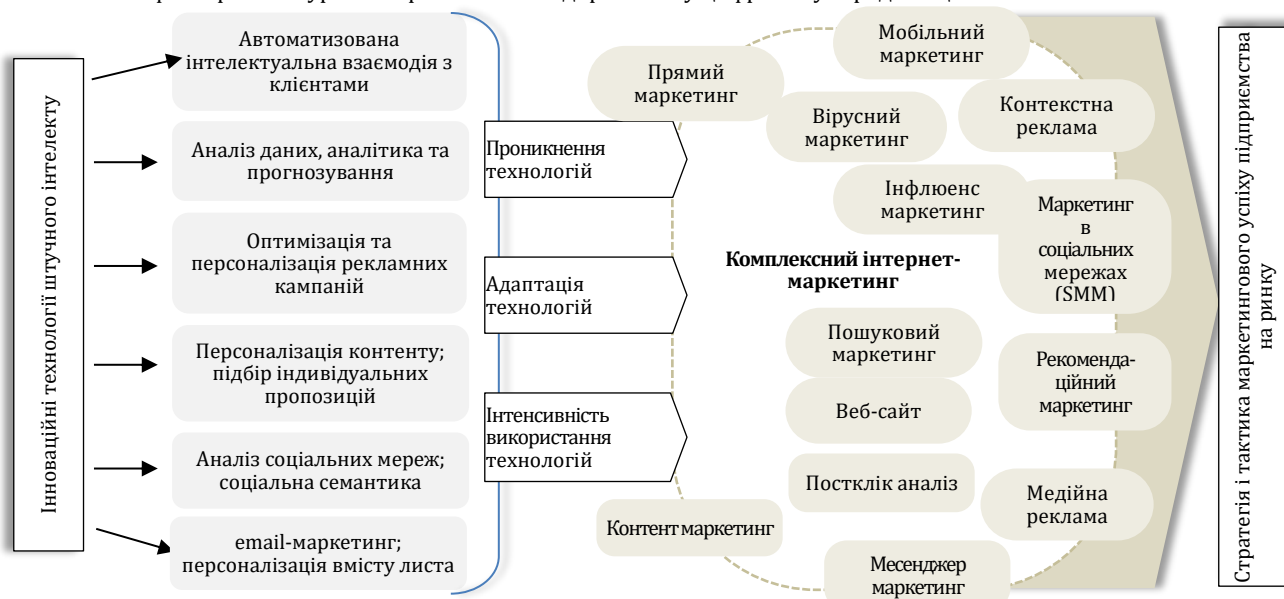 Інноваційні технології штучного інтелекту
Автоматизована
інтелектуальна взаємодія з
клієнтами
Аналіз даних, аналітика та
прогнозування
Оптимізація та
персоналізація рекламних
кампаній
Персоналізація контенту;
підбір індивідуальних
пропозицій
Аналіз соціальних мереж;
соціальна семантика
email-маркетинг;
персоналізація вмісту листа
Проникнення
технологій
Адаптація
технологій
Інтенсивність
використання
технологій
Прямий
маркетинг
Мобільний
маркетинг
Вірусний
маркетинг
Контекстна
реклама
Інфлюенс
маркетинг
Маркетинг
в
соціальних
мережах
(SMM)
Комплексний інтернет-
маркетинг
Пошуковий
маркетинг
Рекоменда-
ційний
маркетинг
Веб-сайт
Постклік аналіз
Медійна
реклама
Контент маркетинг
Месенджер
маркетинг
Стратегія і тактика маркетингового успіху підприємства
на ринку